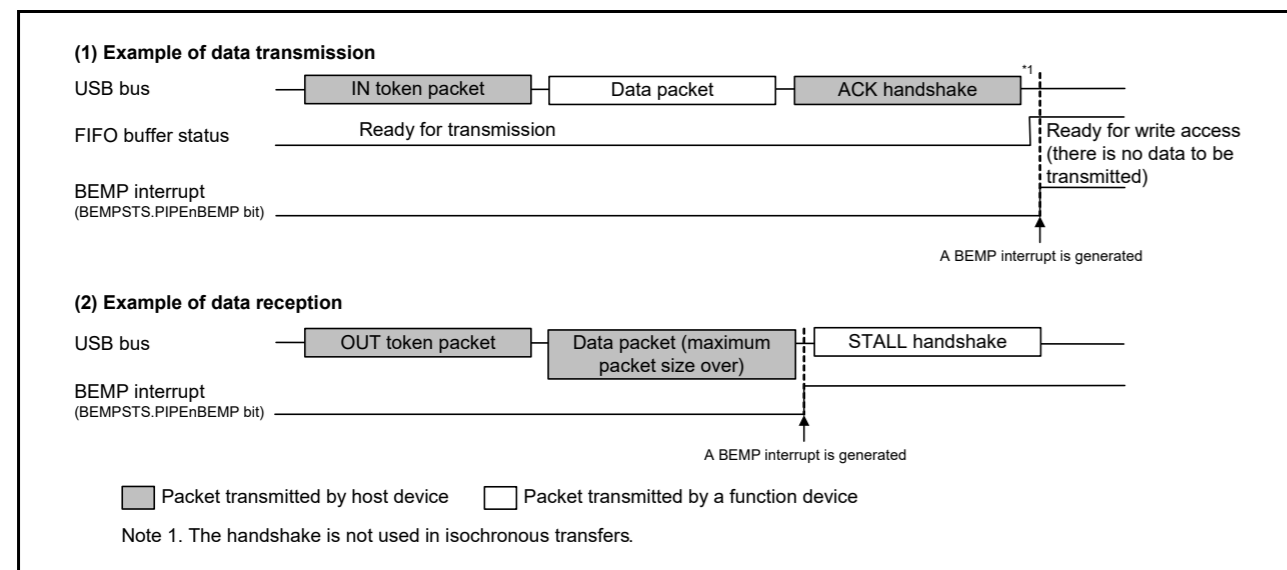 (1) Example of data transmission
USB bus
IN token packet
Data packet
ACK handshake
*1
FIFO buffer status
Ready for transmission
Ready for write access
(there is no data to be
transmitted)
BEMP interrupt
(BEMPSTS.PIPEnBEMP bit)
A BEMP interrupt is generated
(2) Example of data reception
USB bus
OUT token packet
Data packet (maximum
packet size over)
STALL handshake
BEMP interrupt
(BEMPSTS.PIPEnBEMP bit)
A BEMP interrupt is generated
Packet transmitted by host device
Packet transmitted by a function device
Note 1. The handshake is not used in isochronous transfers.